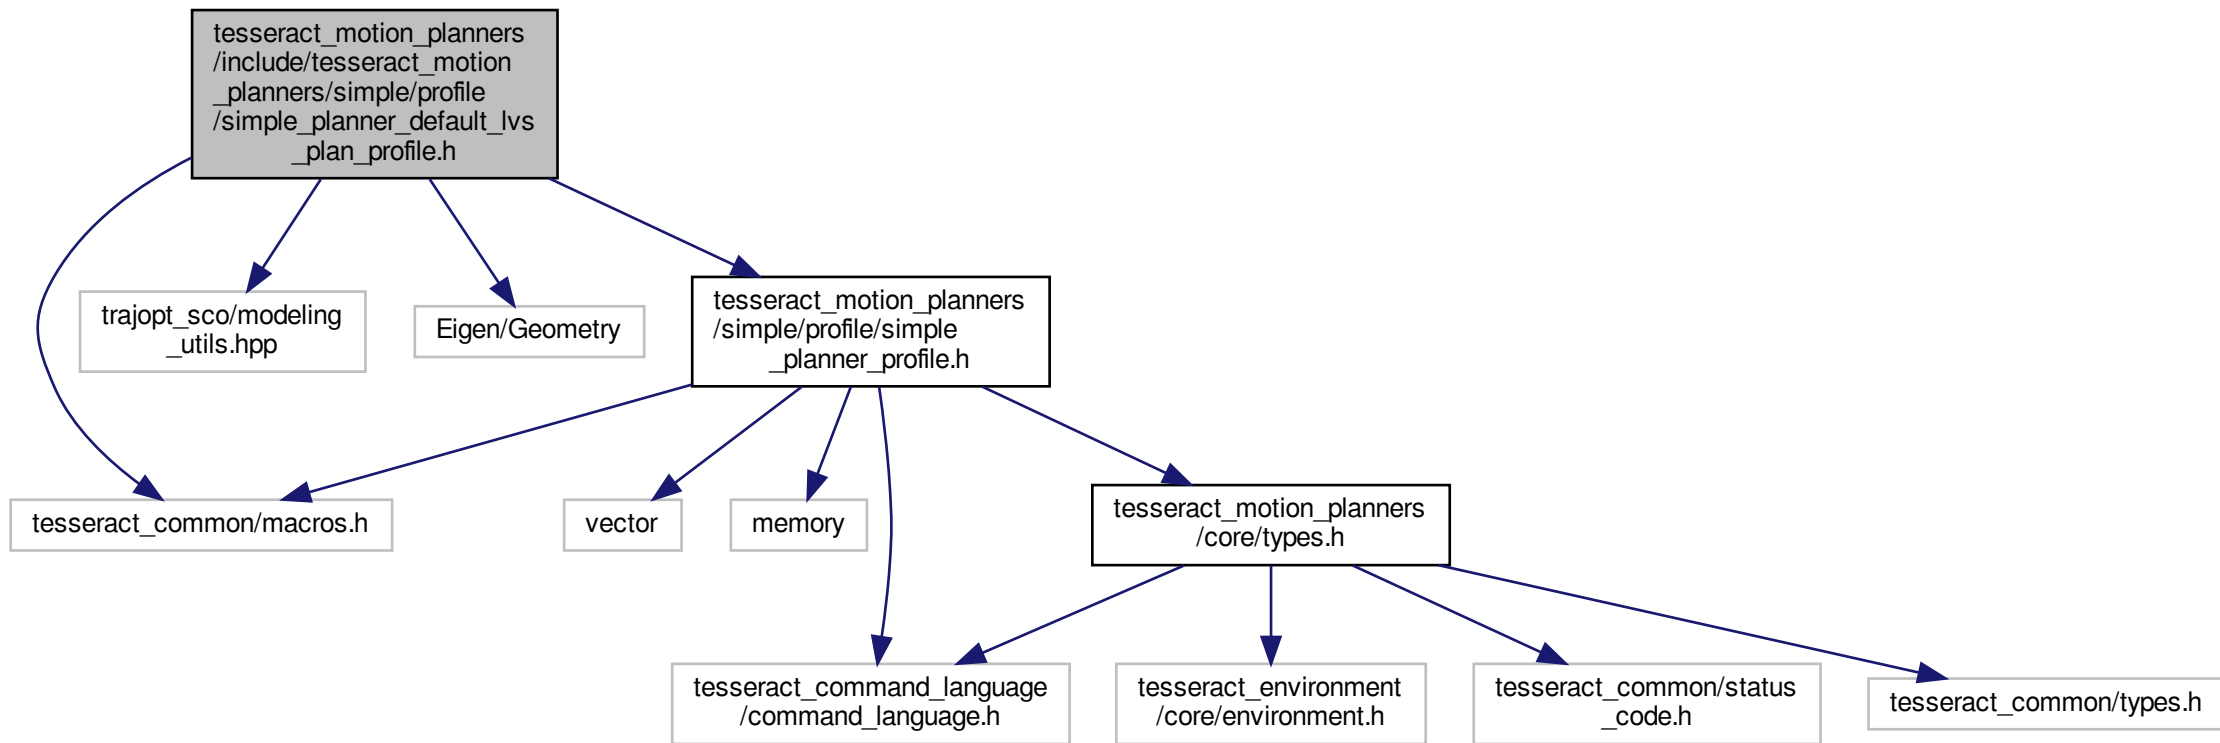 tesseract_motion_planners
/include/tesseract_motion
_planners/simple/profile
/simple_planner_default_lvs
_plan_profile.h
trajopt_sco/modeling
_utils.hpp
Eigen/Geometry
tesseract_motion_planners
/simple/profile/simple
_planner_profile.h
tesseract_common/macros.h
vector
memory
tesseract_motion_planners
/core/types.h
tesseract_command_language
/command_language.h
tesseract_environment
/core/environment.h
tesseract_common/status
_code.h
tesseract_common/types.h